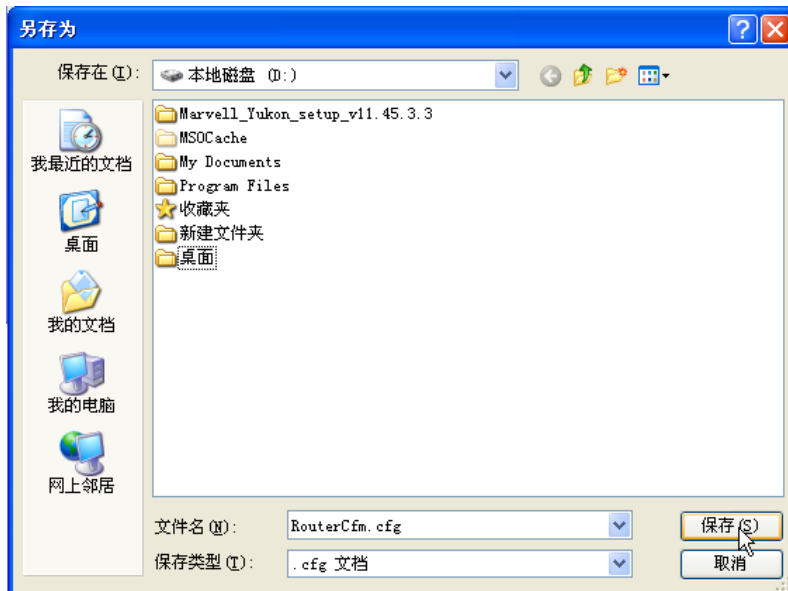 另存为
保存在(I):
本地磁盘 (D:)
我最近的文档
桌面
我的文档
我的电脑
网上邻居
Marvell_Yukon_setup_v11.45.3.3
MSOCache
My Documents
Program Files
收藏夹
新建文件夹
桌面
文件名(N):
RouterCfm.cfg
保存(S)
保存类型(T):
.cfg 文档
取消